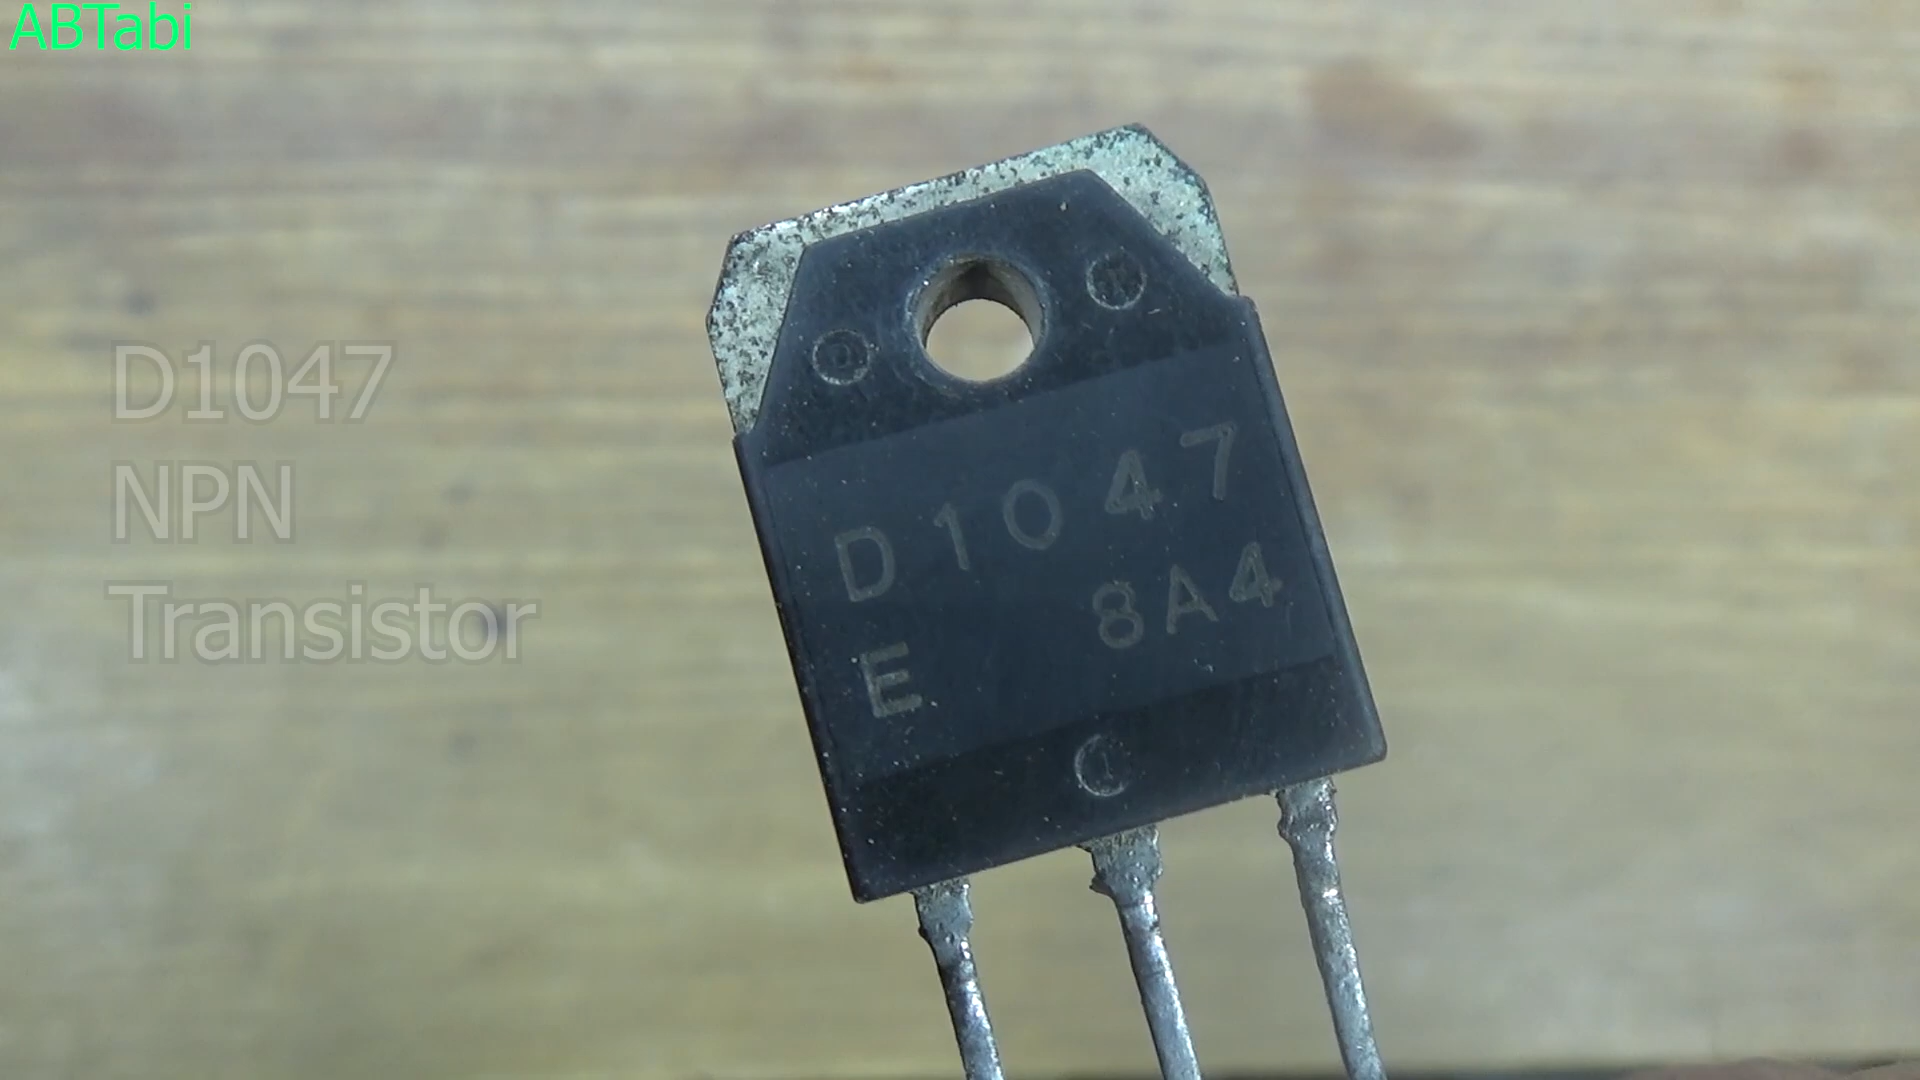 ABTabi
D1047
NPN
Transistor
D1047
E 8A4